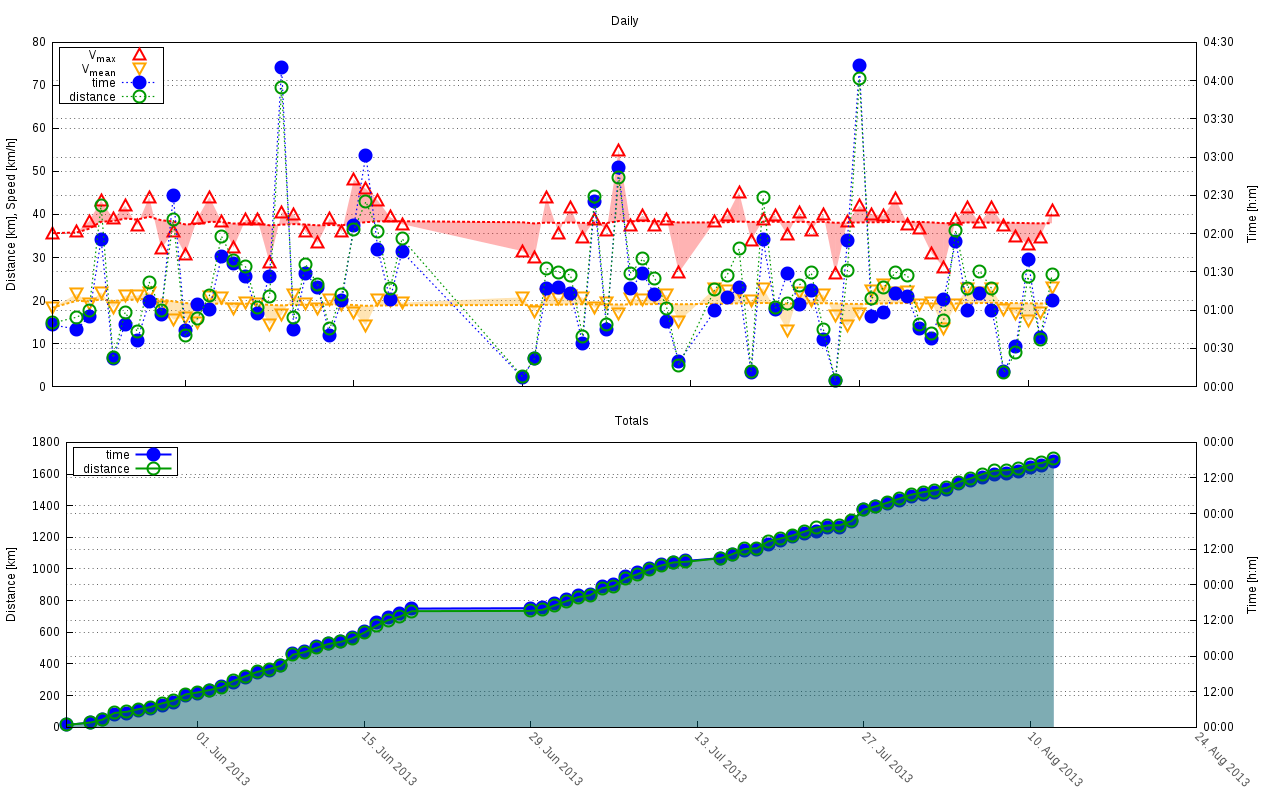 Daily
Distance [km], Speed [km/h]
80
70
60
50
40
30
20
10
0
Vmax
Vmean
time
distance
04:30
04:00
03:30
03:00
02:30
02:00
01:30
01:00
00:30
00:00
Time [h:m]
Totals
Distance [km]
1800
1600
1400
1200
1000
800
600
400
200
0
time
distance
00:00
12:00
00:00
12:00
00:00
12:00
00:00
12:00
00:00
Time [h:m]
01. Jun 2013
15. Jun 2013
29. Jun 2013
13. Jul 2013
27. Jul 2013
10. Aug 2013
24. Aug 2013